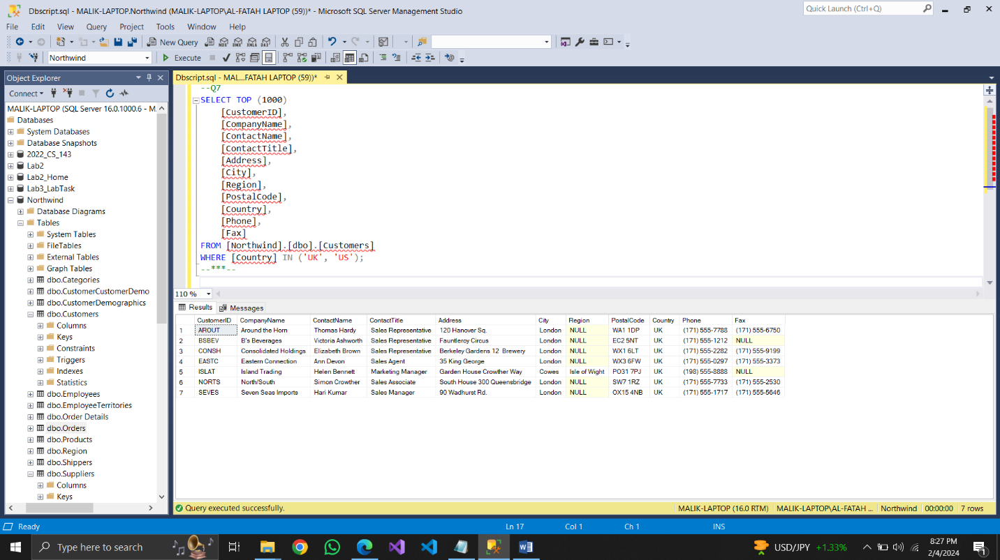 Dbscript.sql - MALIK-LAPTOP.Northwind (MALIK-LAPTOP\AL-FATAH LAPTOP (59))* - Microsoft SQL Server Management Studio
Quick Launch (Ctrl+Q)
File Edit View Query Project Tools Window Help
New Query
MDX DMX XMLA DAX
Northwind
Execute
Object Explorer
Connect
MALIK-LAPTOP (SQL Server 16.0.1000.6 - M
Databases
System Databases
Database Snapshots
2022_CS_143
Lab2
Lab2_Home
Lab3_LabTask
Northwind
Database Diagrams
Tables
System Tables
FileTables
External Tables
Graph Tables
dbo.Categories
dbo.CustomerCustomerDemo
dbo.CustomerDemographics
dbo.Customers
Columns
Keys
Constraints
Triggers
Indexes
Statistics
dbo.Employees
dbo.EmployeeTerritories
dbo.Order Details
dbo.Orders
dbo.Products
dbo.Region
dbo.Shippers
dbo.Suppliers
Columns
Keys
Dbscript.sql - MAL...FATAH LAPTOP (59))*
--Q7
SELECT TOP (1000)
[CustomerID],
[CompanyName],
[ContactName],
[ContactTitle],
[Address],
[City],
[Region],
[PostalCode],
[Country],
[Phone],
[Fax]
FROM [Northwind].[dbo].[Customers]
WHERE [Country] IN ('UK', 'US');
--***--
110 %
Results Messages
CustomerID CompanyName ContactName ContactTitle Address City Region PostalCode Country Phone Fax
1 AROUT Around the Horn Thomas Hardy Sales Representative 120 Hanover Sq. London NULL WA1 1DP UK (171) 555-7788 (171) 555-6750
2 BSBEV B's Beverages Victoria Ashworth Sales Representative Fauntleroy Circus London NULL EC2 5NT UK (171) 555-1212 NULL
3 CONSH Consolidated Holdings Elizabeth Brown Sales Representative Berkeley Gardens 12 Brewery London NULL WX1 6LT UK (171) 555-2282 (171) 555-9199
4 EASTC Eastern Connection Ann Devon Sales Agent 35 King George London NULL WX3 6FW UK (171) 555-0297 (171) 555-3373
5 ISLAT Island Trading Helen Bennett Marketing Manager Garden House Crowther Way Cowes Isle of Wight PO31 7PJ UK (198) 555-8888 NULL
6 NORTS North/South Simon Crowther Sales Associate South House 300 Queensbridge London NULL SW7 1RZ UK (171) 555-7733 (171) 555-2530
7 SEVES Seven Seas Imports Hari Kumar Sales Manager 90 Wadhurst Rd. London NULL OX15 4NB UK (171) 555-1717 (171) 555-5646
Query executed successfully.
MALIK-LAPTOP (16.0 RTM) MALIK-LAPTOP\AL-FATAH ... Northwind 00:00:00 7 rows
Ready Ln 17 Col 1 Ch 1 INS
Type here to search
USD/JPY +1.33%
8:27 PM
2/4/2024
1